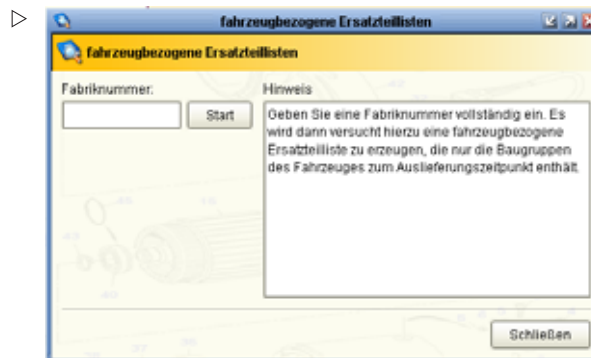 fahrzeugbezogene Ersatzteillisten
fahrzeugbezogene Ersatzteillisten
Fabriknummer:
Start
Hinweis
Geben Sie eine Fabriknummer vollständig ein. Es
wird dann versucht hierzu eine fahrzeugbezogene
Ersatzteilliste zu erzeugen, die nur die Baugruppen
des Fahrzeuges zum Auslieferungszeitpunkt enthält.
Schließen